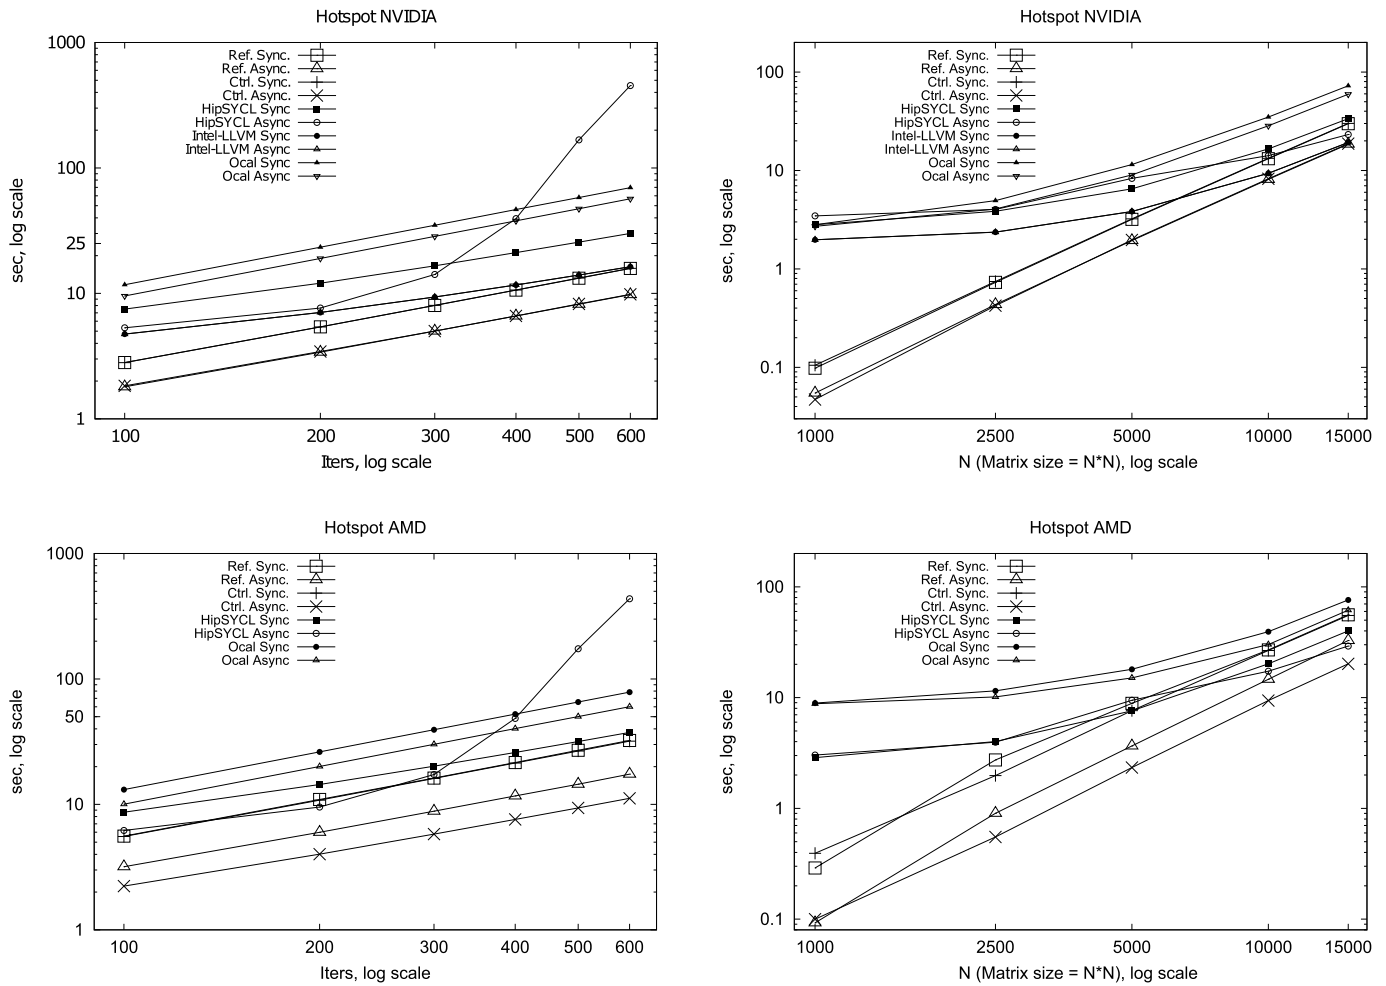 Hotspot NVIDIA
1000
100
25
10
1
sec, log scale
Ref. Sync.
Ref. Async.
Ctrl. Sync.
Ctrl. Async.
HipSYCL Sync
HipSYCL Async
Intel-LLVM Sync
Intel-LLVM Async
Ocal Sync
Ocal Async
100 200 300 400 500 600
Iters, log scale
Hotspot NVIDIA
100
10
1
0.1
sec, log scale
Ref. Sync.
Ref. Async.
Ctrl. Sync.
Ctrl. Async.
HipSYCL Sync
HipSYCL Async
Intel-LLVM Sync
Intel-LLVM Async
Ocal Sync
Ocal Async
1000 2500 5000 10000 15000
N (Matrix size = N*N), log scale
Hotspot AMD
1000
100
50
10
1
sec, log scale
Ref. Sync.
Ref. Async.
Ctrl. Sync.
Ctrl. Async.
HipSYCL Sync
HipSYCL Async
Ocal Sync
Ocal Async
100 200 300 400 500 600
Iters, log scale
Hotspot AMD
100
10
1
0.1
sec, log scale
Ref. Sync.
Ref. Async.
Ctrl. Sync.
Ctrl. Async.
HipSYCL Sync
HipSYCL Async
Ocal Sync
Ocal Async
1000 2500 5000 10000 15000
N (Matrix size = N*N), log scale